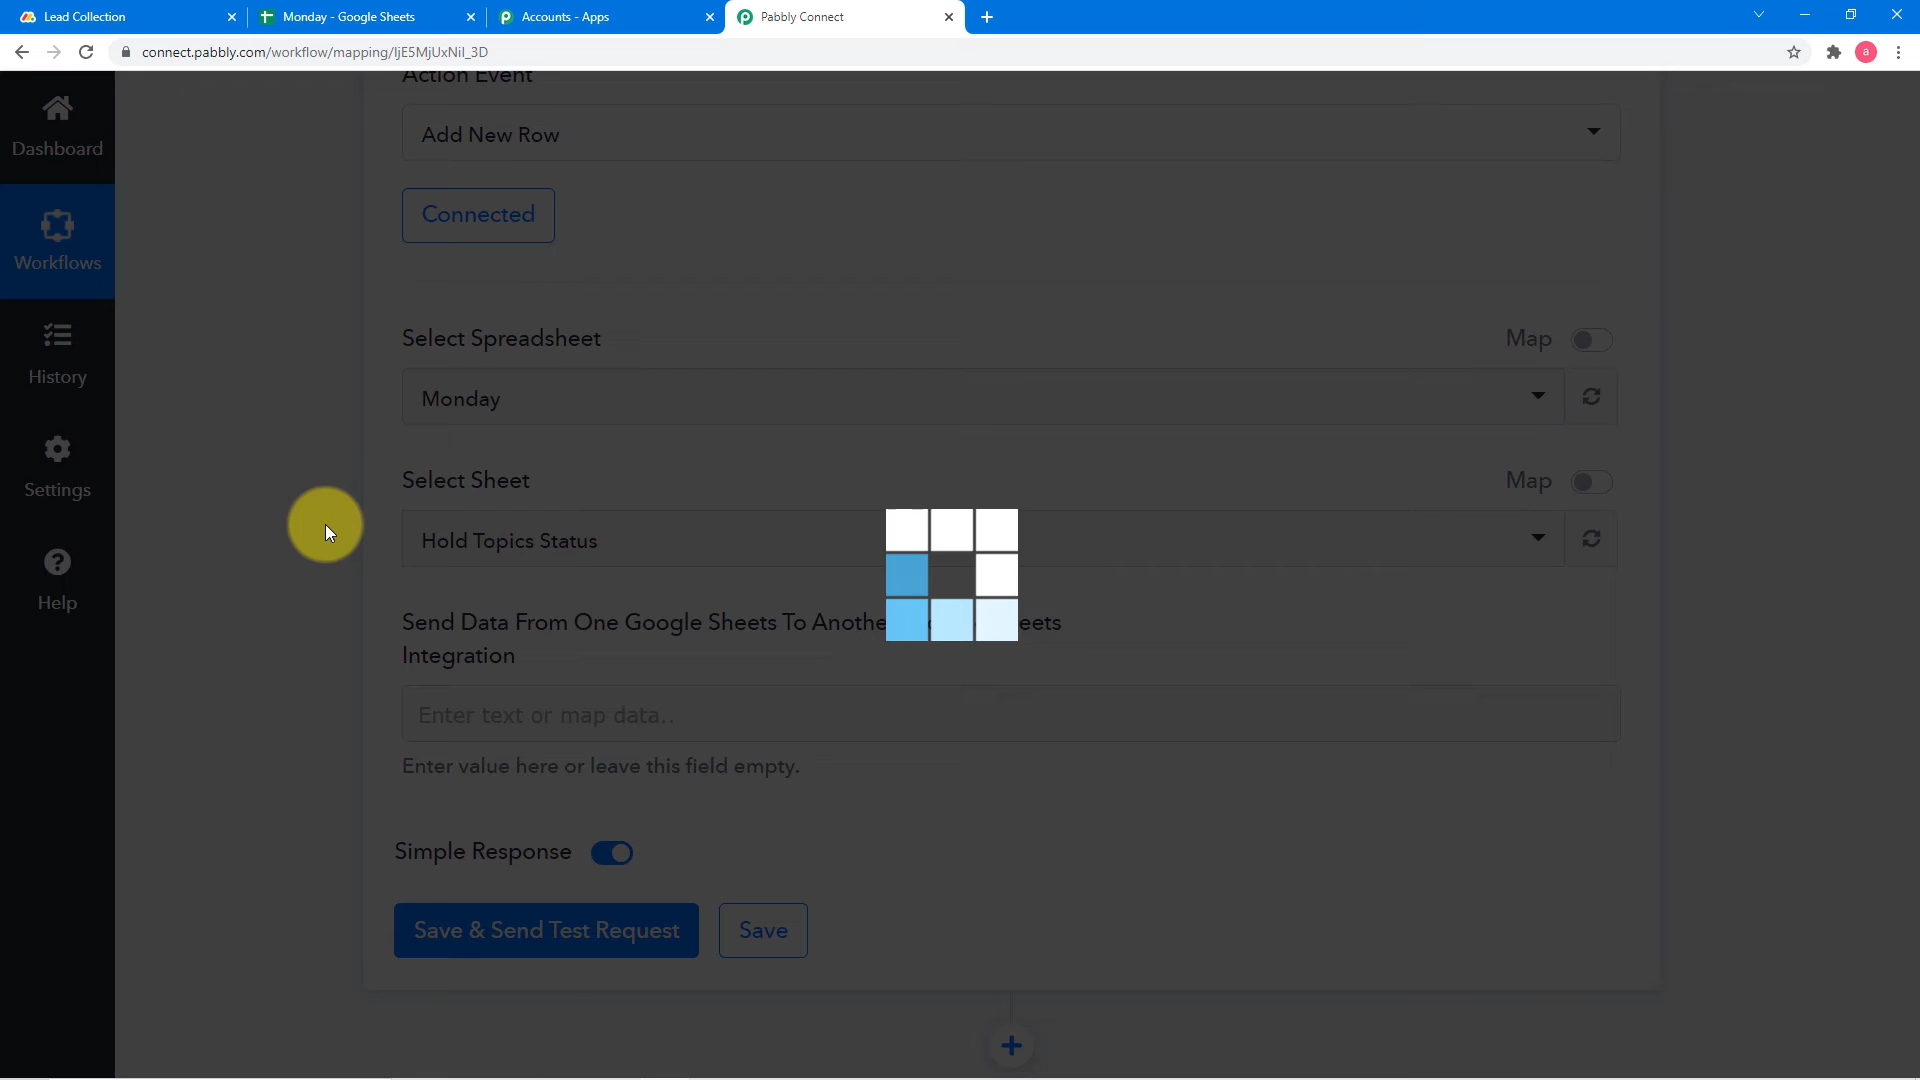 Lead Collection
Monday - Google Sheets
Accounts - Apps
Pabbly Connect
connect.pabbly.com/workflow/mapping/IjE5MjUxNiI_3D
a
Action Event
Add New Row
Connected
Select Spreadsheet
Map
Monday
Select Sheet
Map
Hold Topics Status
Send Data From One Google Sheets To Anothe eets
Integration
Enter text or map data..
Enter value here or leave this field empty.
Simple Response
Save & Send Test Request
Save
Dashboard
Workflows
History
Settings
Help